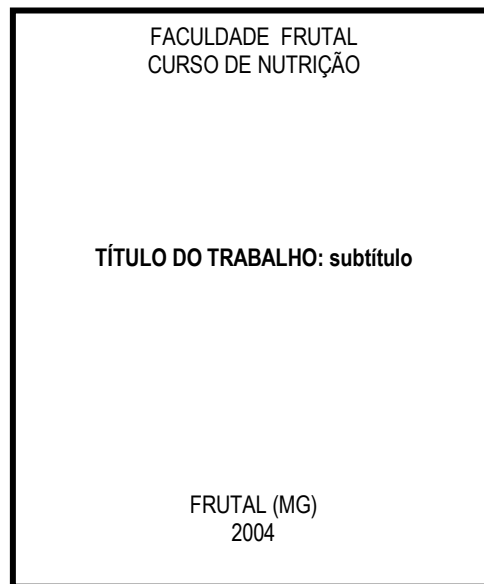 FACULDADE FRUTAL
CURSO DE NUTRIÇÃO
TÍTULO DO TRABALHO: subtítulo
FRUTAL (MG)
2004